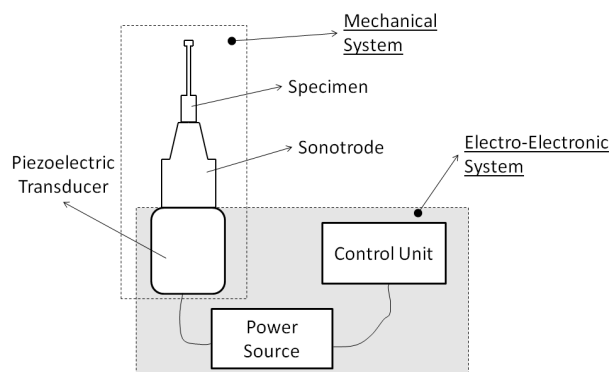 Mechanical
System
Specimen
Sonotrode
Piezoelectric
Transducer
Electro-Electronic
System
Control Unit
Power
Source